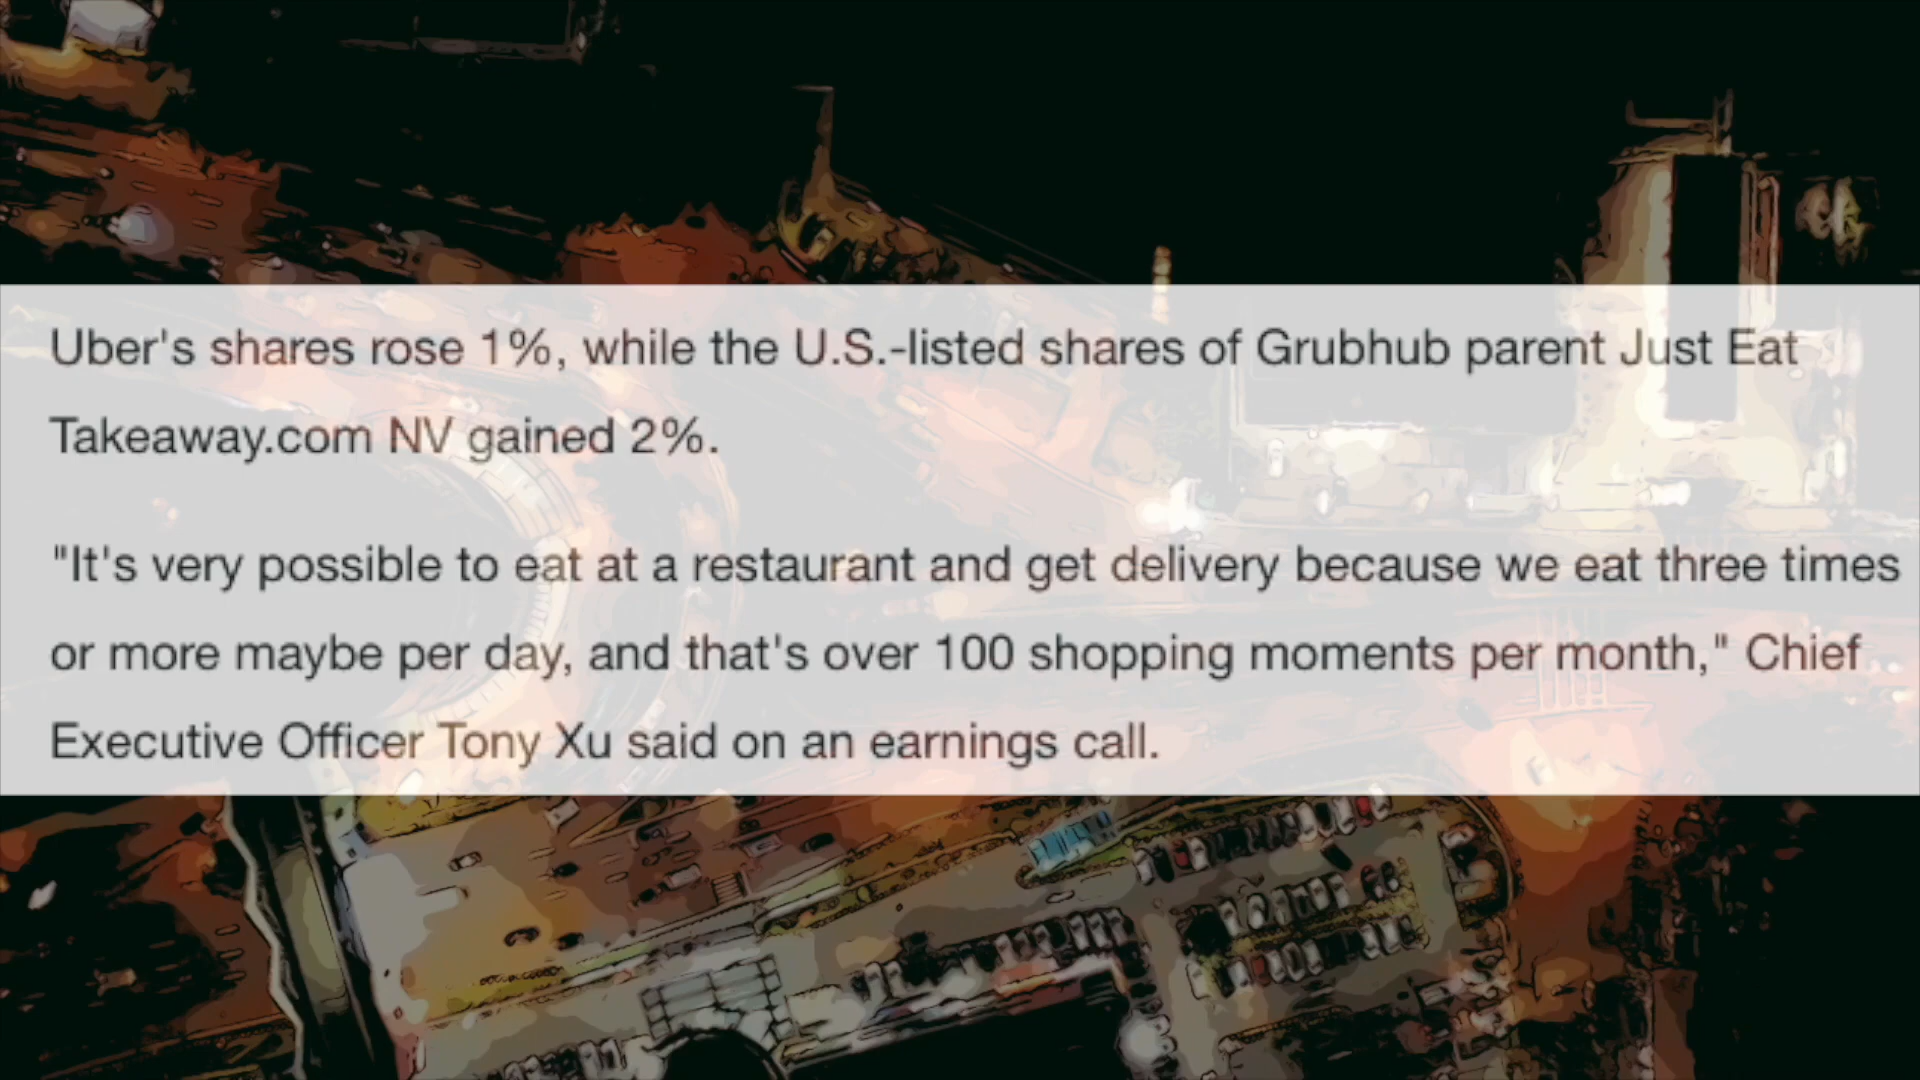 Uber's shares rose 1%, while the U.S.-listed shares of Grubhub parent Just Eat
Takeaway.com NV gained 2%.
"It's very possible to eat at a restaurant and get delivery because we eat three times
or more maybe per day, and that's over 100 shopping moments per month," Chief
Executive Officer Tony Xu said on an earnings call.